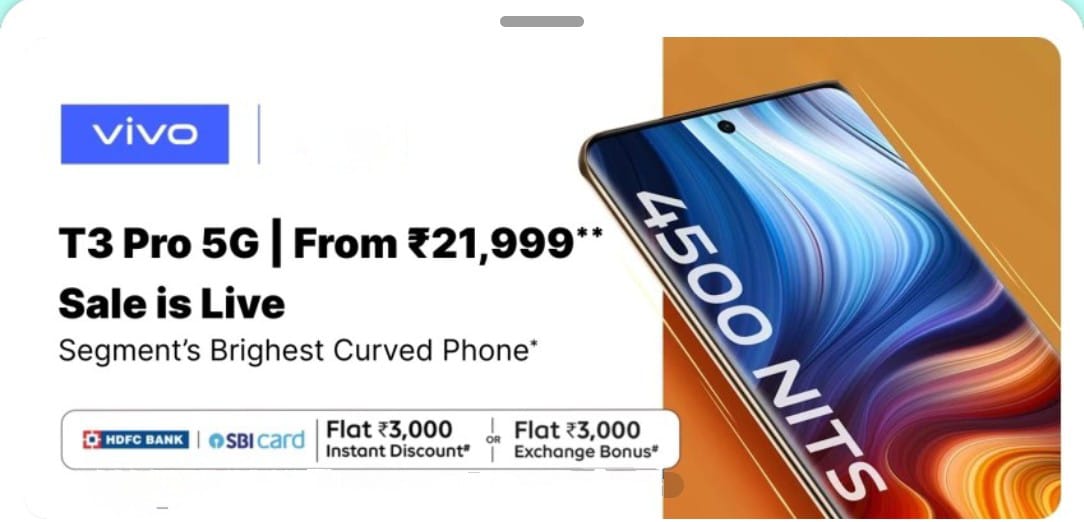 vivo
T3 Pro 5G | From ₹21,999**
Sale is Live
Segment's Brighest Curved Phone*
HDFC BANK | SBI card | Flat ₹3,000 Instant Discount# OR Flat ₹3,000 Exchange Bonus#
4500 NITS